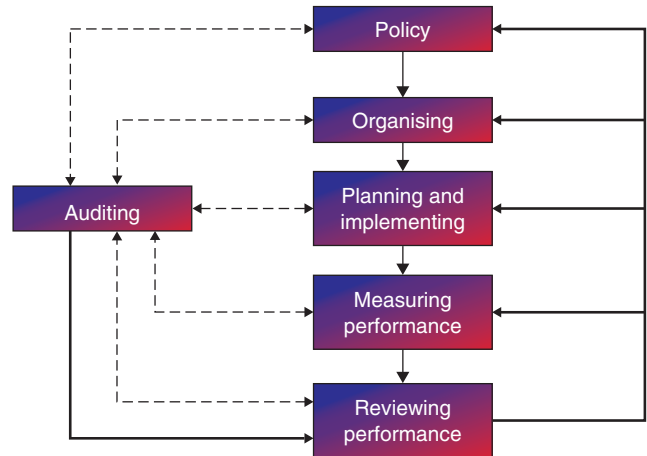 Policy
Organising
Planning and
implementing
Auditing
Measuring
performance
Reviewing
performance